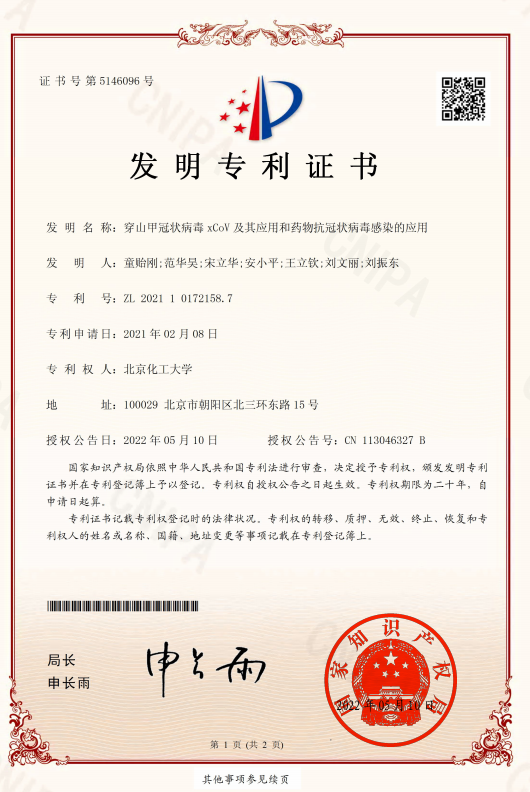 证书号第5146096号
发明专利证书
发明名称：穿山甲冠状病毒xCoV及其应用和药物抗冠状病毒感染的应用
发明人：童贻刚;范华昊;宋立华;安小平;王立钦;刘文丽;刘振东
专利号：ZL 2021 1 0172158.7
专利申请日：2021年02月08日
专利权人：北京化工大学
地址：100029 北京市朝阳区北三环东路15号
授权公告日：2022年05月10日 授权公告号：CN 113046327 B
国家知识产权局依照中华人民共和国专利法进行审查，决定授予专利权，颁发发明专利
证书并在专利登记簿上予以登记。专利权自授权公告之日起生效。专利权期限为二十年，自
申请日起算。
专利证书记载专利权登记时的法律状况。专利权的转移、质押、无效、终止、恢复和专
利权人的姓名或名称、国籍、地址变更等事项记载在专利登记簿上。
局长
申长雨
申长雨
国家知识产权局
2022年05月10日
第 1 页 (共 2 页)
其他事项参见续页
CNIPA
CNIPA
CNIPA